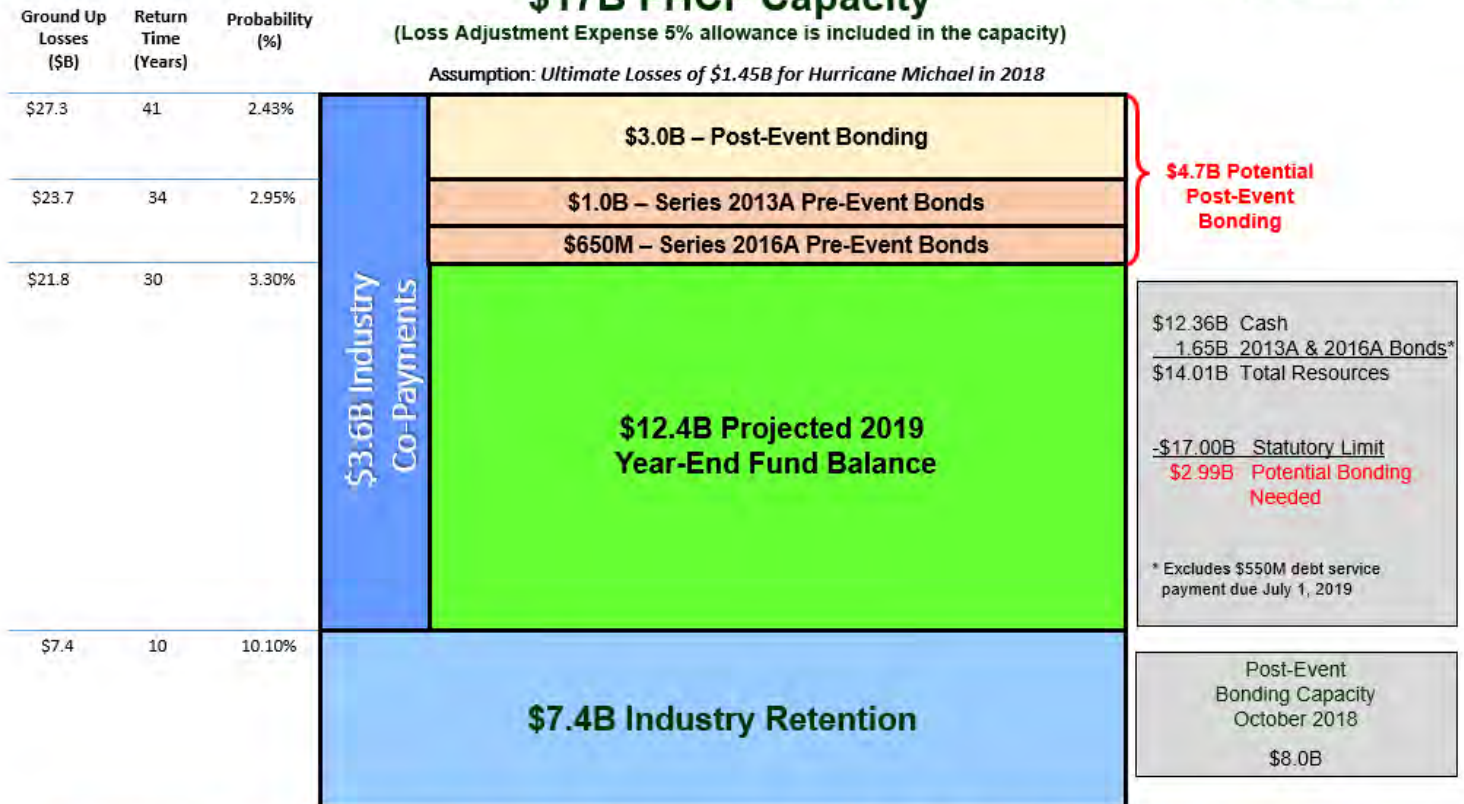 $17B FHCF Capacity
(Loss Adjustment Expense 5% allowance is included in the capacity)
Assumption: Ultimate Losses of $1.45B for Hurricane Michael in 2018
Ground Up
Losses
($B)
Return
Time
(Years)
Probability
(%)
$27.3 41 2.43%
$23.7 34 2.95%
$21.8 30 3.30%
$7.4 10 10.10%
$3.6B Industry
Co-Payments
$3.0B – Post-Event Bonding
$1.0B – Series 2013A Pre-Event Bonds
$650M – Series 2016A Pre-Event Bonds
$12.4B Projected 2019
Year-End Fund Balance
$7.4B Industry Retention
$4.7B Potential
Post-Event
Bonding
$12.36B Cash
1.65B 2013A & 2016A Bonds*
$14.01B Total Resources
-$17.00B Statutory Limit
$2.99B Potential Bonding
Needed
* Excludes $550M debt service
payment due July 1, 2019
Post-Event
Bonding Capacity
October 2018
$8.0B